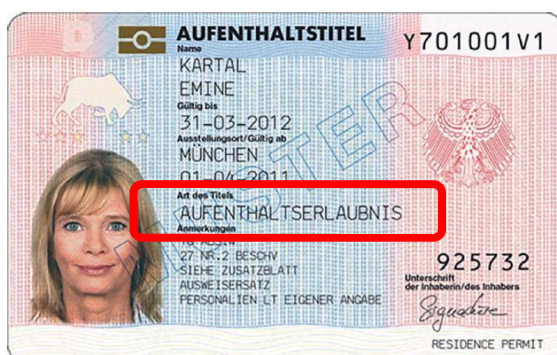 D
AUFENTHALTSTITEL
Y701001V1
Name
KARTAL
EMINE
Gültig bis
31-03-2012
Ausstellungsort/Gültig ab
MÜNCHEN
01-04-2011
Art des Titels
AUFENTHALTSERLAUBNIS
Anmerkungen
27 NR.2 BESCHV
SIEHE ZUSATZBLATT
AUSWEISERSATZ
PERSONALIEN LT EIGENER ANGABE
MUSTER
925732
Unterschrift
der Inhaberin/des Inhabers
Signature
RESIDENCE PERMIT